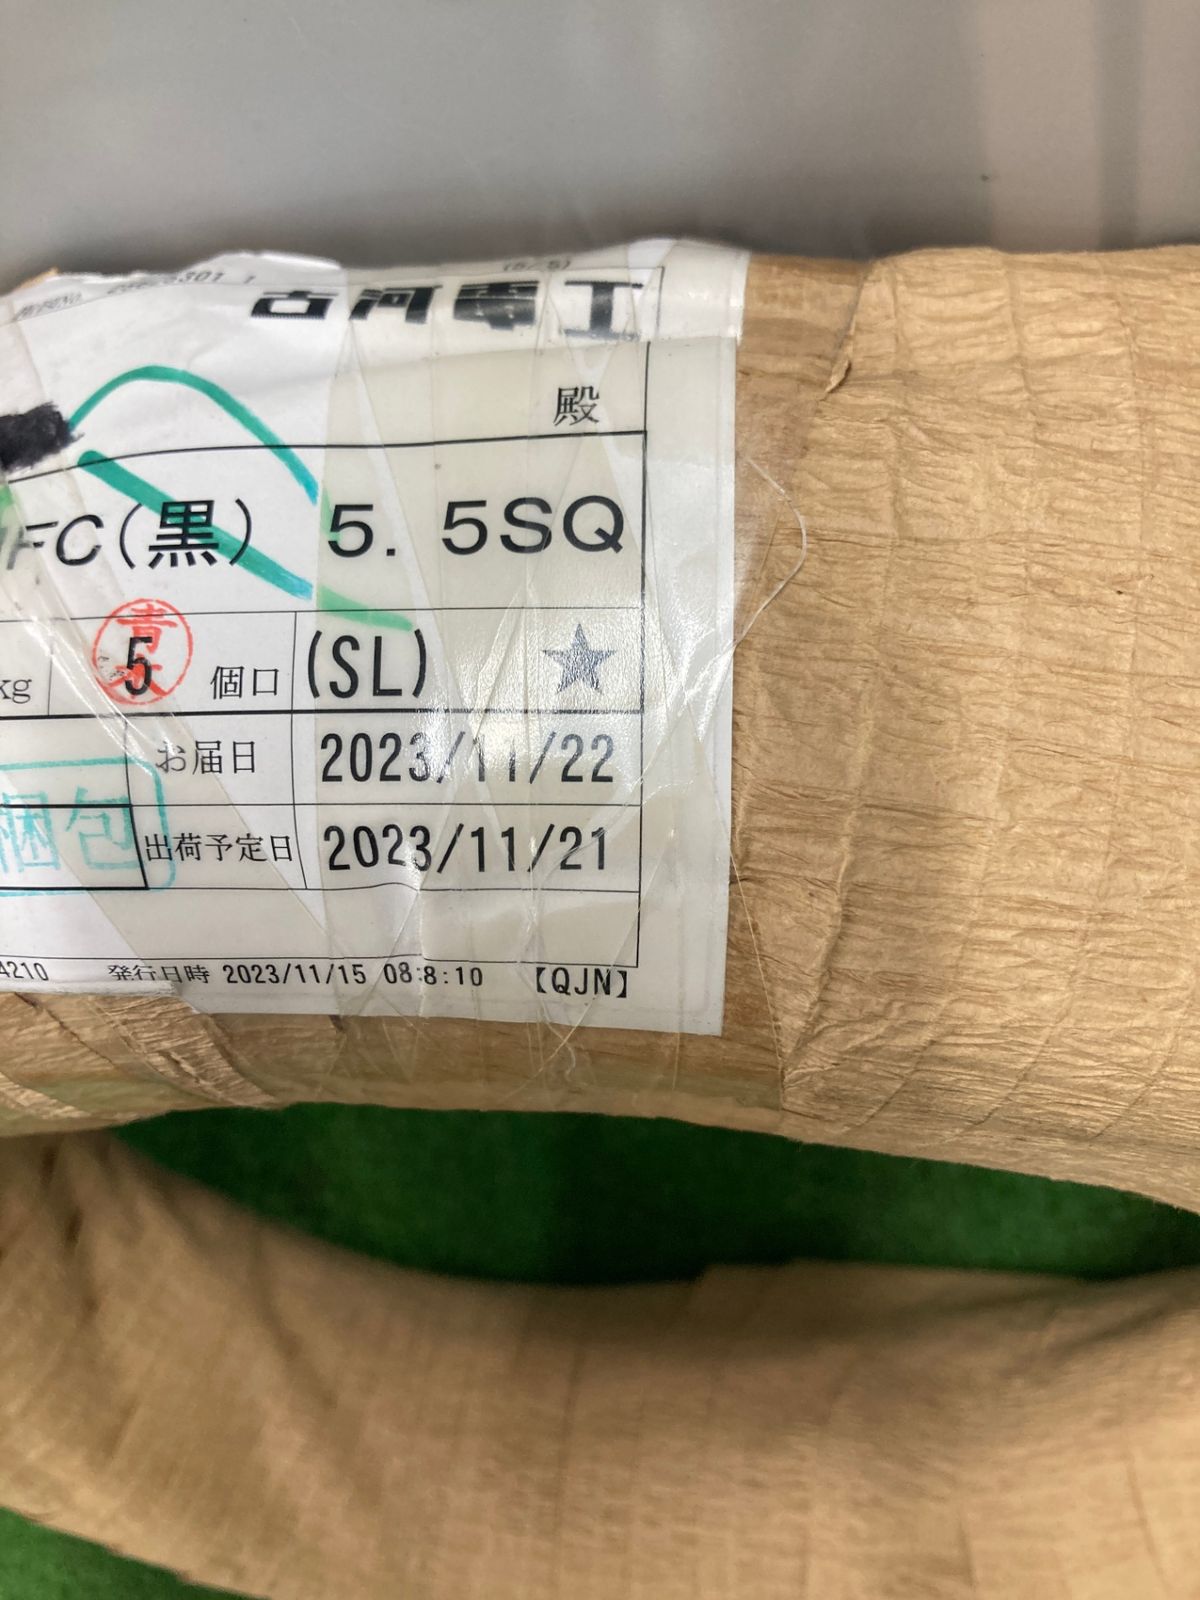 古河電工
殿
FC(黒) 5.5SQ
kg 5 個口 (SL) ★
お届日 2023/11/22
梱包
出荷予定日 2023/11/21
4210 発行日時 2023/11/15 08:8:10 【QJN】